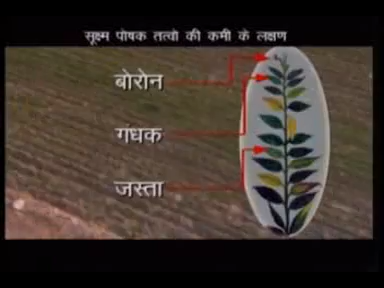 सूक्ष्म पोषक तत्वो की कमी के लक्षण
बोरोन
गंधक
जस्ता